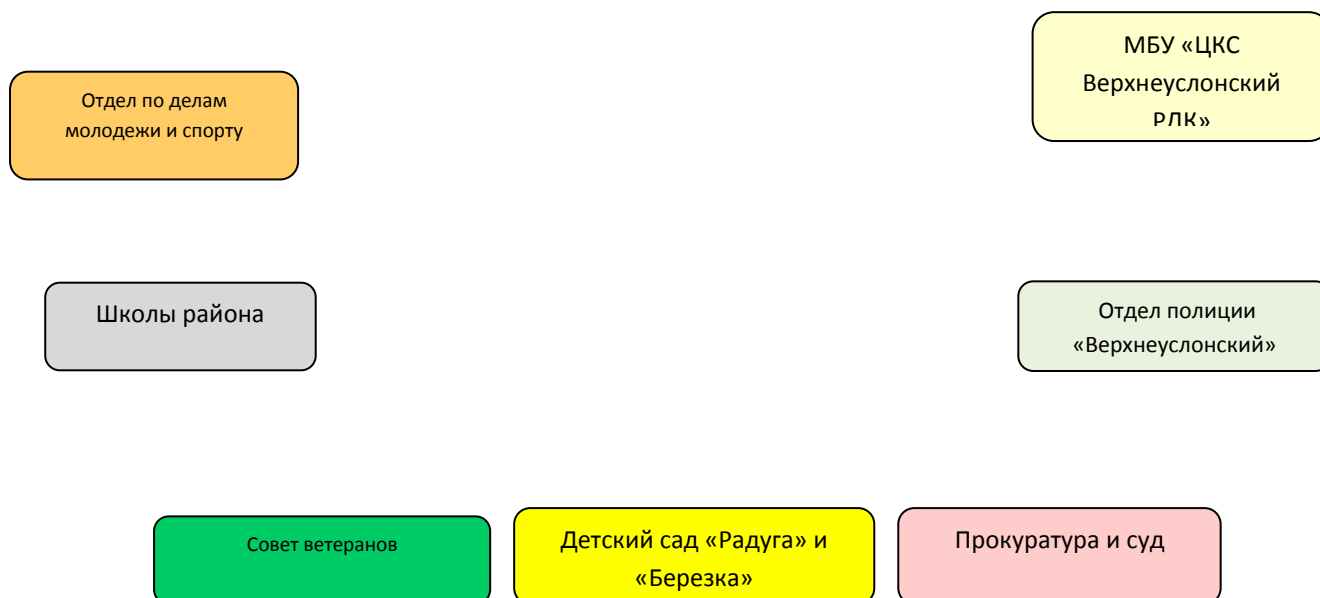 МБУ «ЦКС
Верхнеуслонский
РДК»
Отдел по делам
молодежи и спорту
Школы района
Отдел полиции
«Верхнеуслонский»
Совет ветеранов
Детский сад «Радуга» и
«Березка»
Прокуратура и суд